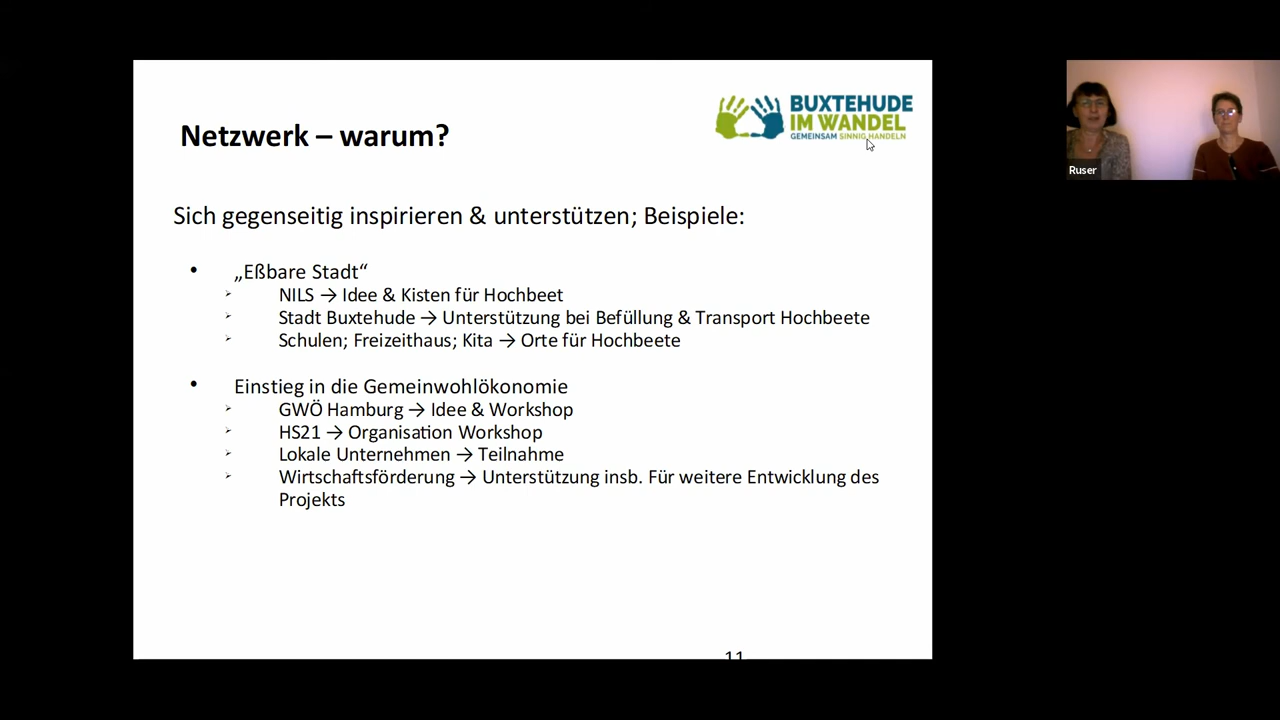 BUXTEHUDE
IM WANDEL
GEMEINSAM SINNIG HANDELN
Netzwerk – warum?
Sich gegenseitig inspirieren & unterstützen; Beispiele:
• „Eßbare Stadt“
➢ NILS → Idee & Kisten für Hochbeet
➢ Stadt Buxtehude → Unterstützung bei Befüllung & Transport Hochbeete
➢ Schulen; Freizeithaus; Kita → Orte für Hochbeete
• Einstieg in die Gemeinwohlökonomie
➢ GWÖ Hamburg → Idee & Workshop
➢ HS21 → Organisation Workshop
➢ Lokale Unternehmen → Teilnahme
➢ Wirtschaftsförderung → Unterstützung insb. Für weitere Entwicklung des
Projekts
11
Ruser